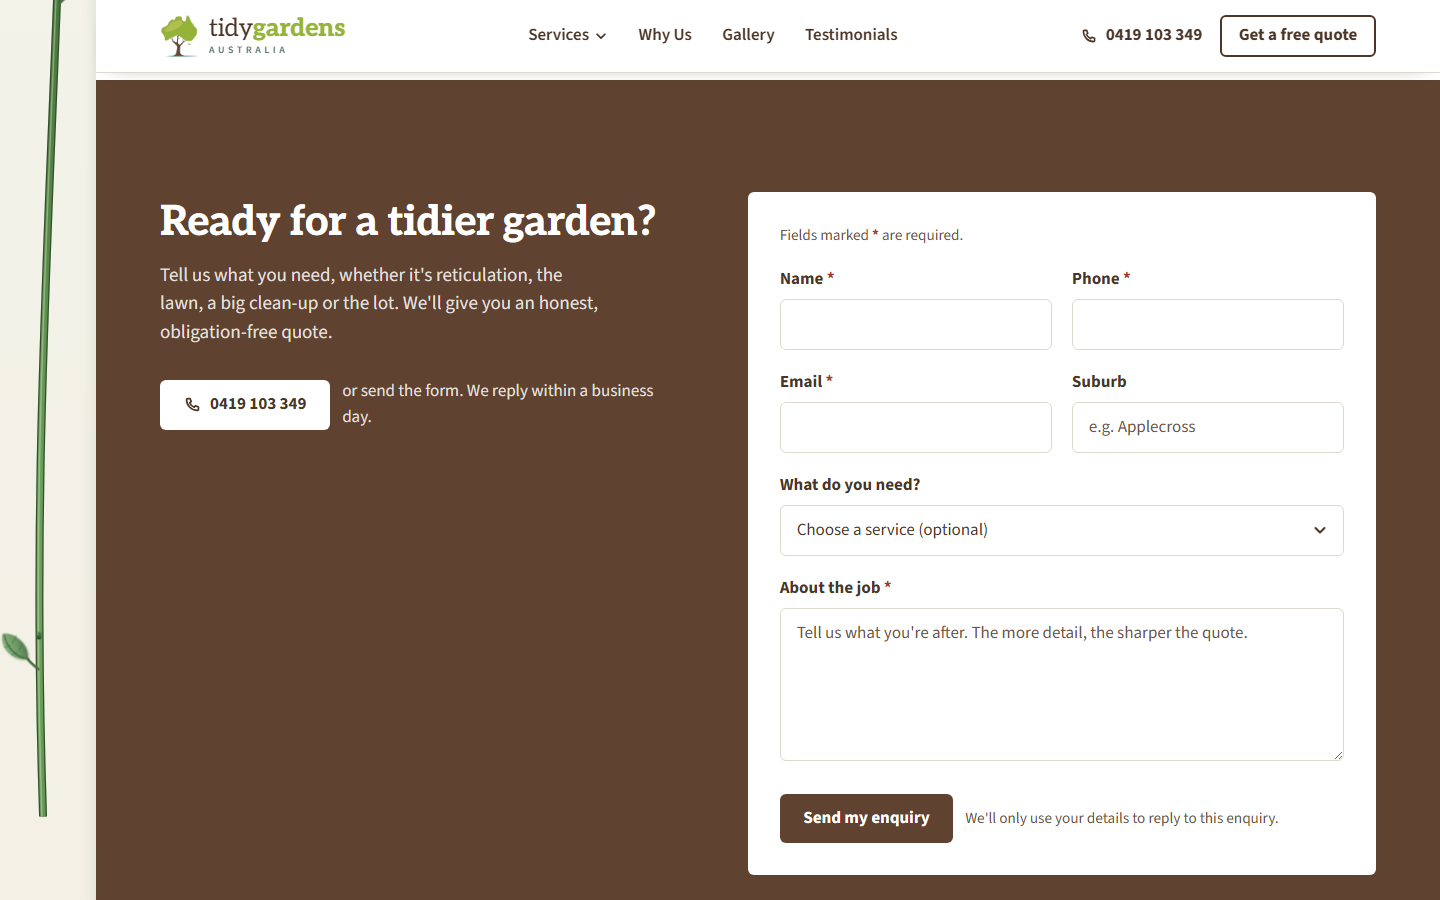 tidygardens
AUSTRALIA
Services
Why Us
Gallery
Testimonials
0419 103 349
Get a free quote
Ready for a tidier garden?
Tell us what you need, whether it's reticulation, the
lawn, a big clean-up or the lot. We'll give you an honest,
obligation-free quote.
0419 103 349
or send the form. We reply within a business
day.
Fields marked * are required.
Name *
Phone *
Email *
Suburb
e.g. Applecross
What do you need?
Choose a service (optional)
About the job *
Tell us what you're after. The more detail, the sharper the quote.
Send my enquiry
We'll only use your details to reply to this enquiry.